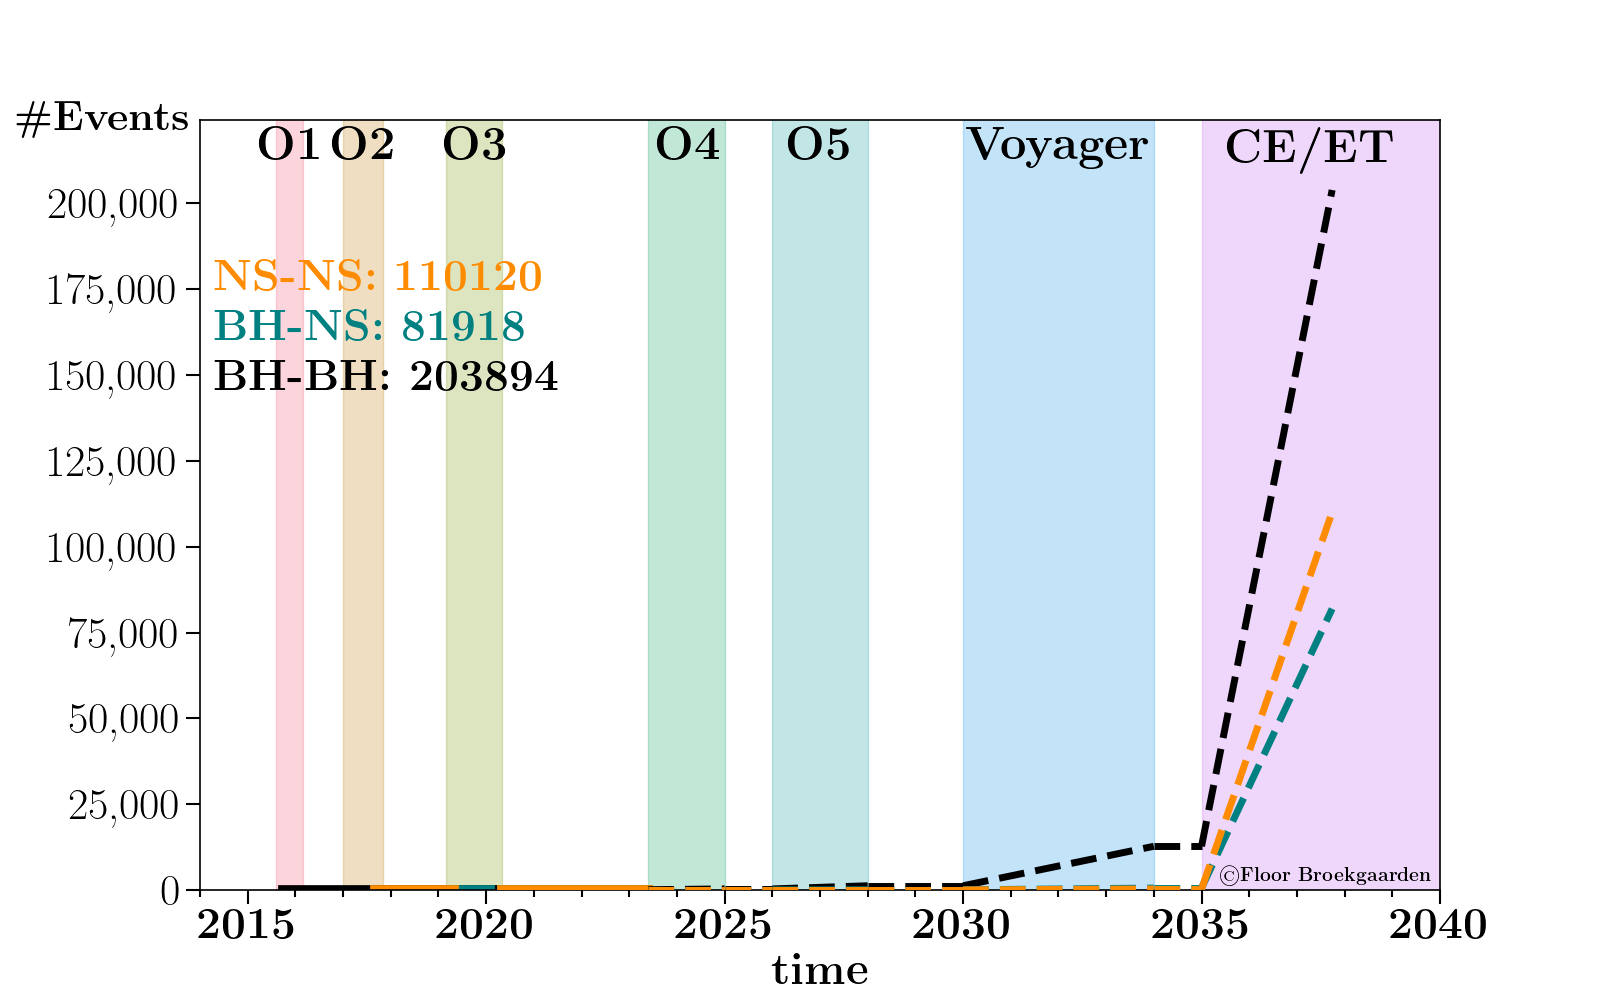 #Events
O1 O2 O3 O4 O5 Voyager CE/ET
200,000
175,000
150,000
125,000
100,000
75,000
50,000
25,000
0
NS-NS: 110120
BH-NS: 81918
BH-BH: 203894
©Floor Broekgaarden
2015 2020 2025 2030 2035 2040
time